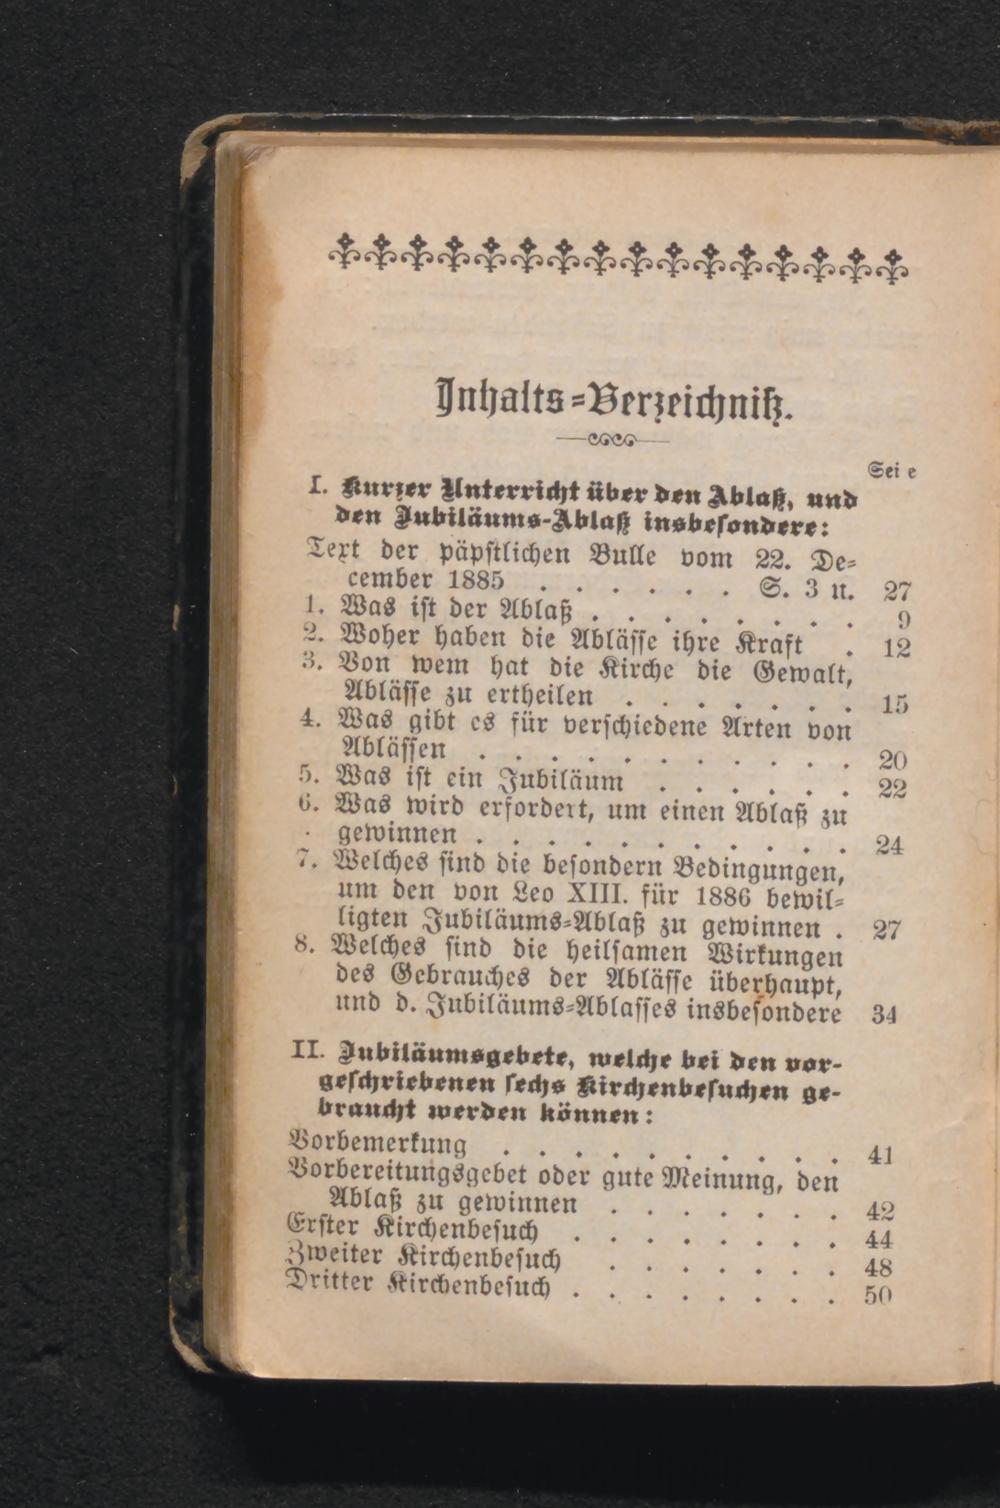 Inhalts=Verzeichniß.
Sei e
I. Kurzer Unterricht über den Ablaß, und
den Jubiläums-Ablaß insbesondere:
Text der päpstlichen Bulle vom 22. De=
cember 1885 . . . . . . S. 3 u. 27
1. Was ist der Ablaß . . . . . . . . 9
2. Woher haben die Ablässe ihre Kraft . 12
3. Von wem hat die Kirche die Gewalt,
Ablässe zu ertheilen . . . . . . . 15
4. Was gibt es für verschiedene Arten von
Ablässen . . . . . . . . . . . 20
5. Was ist ein Jubiläum . . . . . . 22
6. Was wird erfordert, um einen Ablaß zu
gewinnen . . . . . . . . . . . 24
7. Welches sind die besondern Bedingungen,
um den von Leo XIII. für 1886 bewil=
ligten Jubiläums=Ablaß zu gewinnen . 27
8. Welches sind die heilsamen Wirkungen
des Gebrauches der Ablässe überhaupt,
und d. Jubiläums=Ablasses insbesondere 34
II. Jubiläumsgebete, welche bei den vor-
geschriebenen sechs Kirchenbesuchen ge-
braucht werden können:
Vorbemerkung . . . . . . . . . . 41
Vorbereitungsgebet oder gute Meinung, den
Ablaß zu gewinnen . . . . . . . 42
Erster Kirchenbesuch . . . . . . . . 44
Zweiter Kirchenbesuch . . . . . . . 48
Dritter Kirchenbesuch . . . . . . . . 50